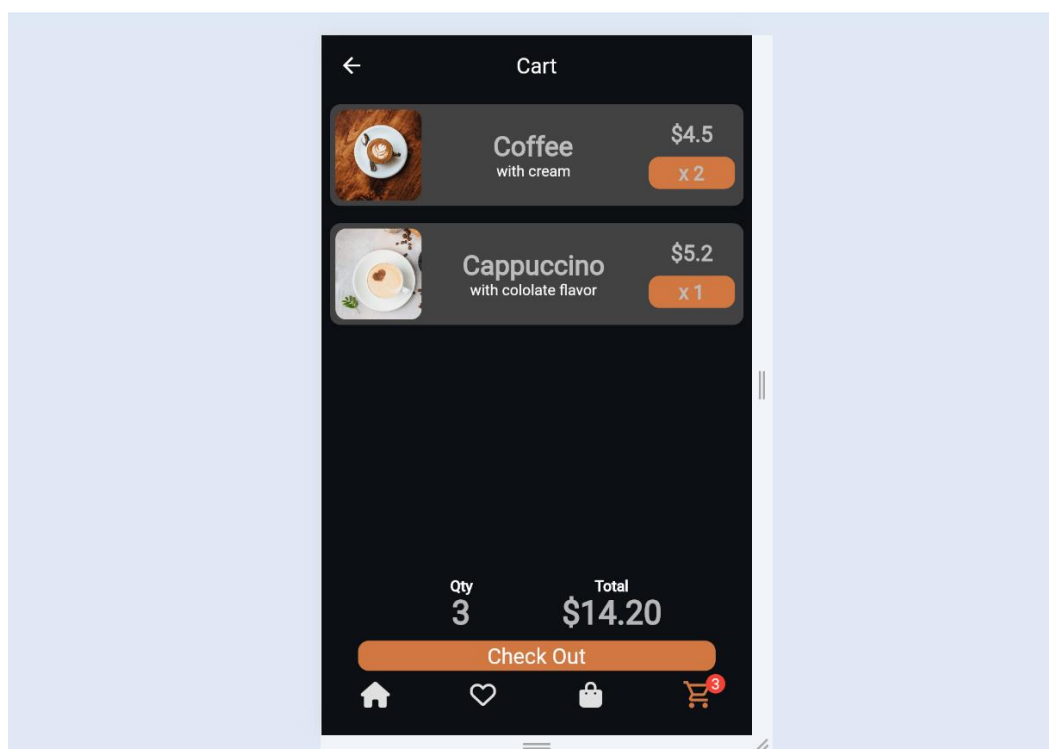 Cart
Coffee
with cream
$4.5
x 2
Cappuccino
with cololate flavor
$5.2
x 1
Qty
3
Total
$14.20
Check Out
3